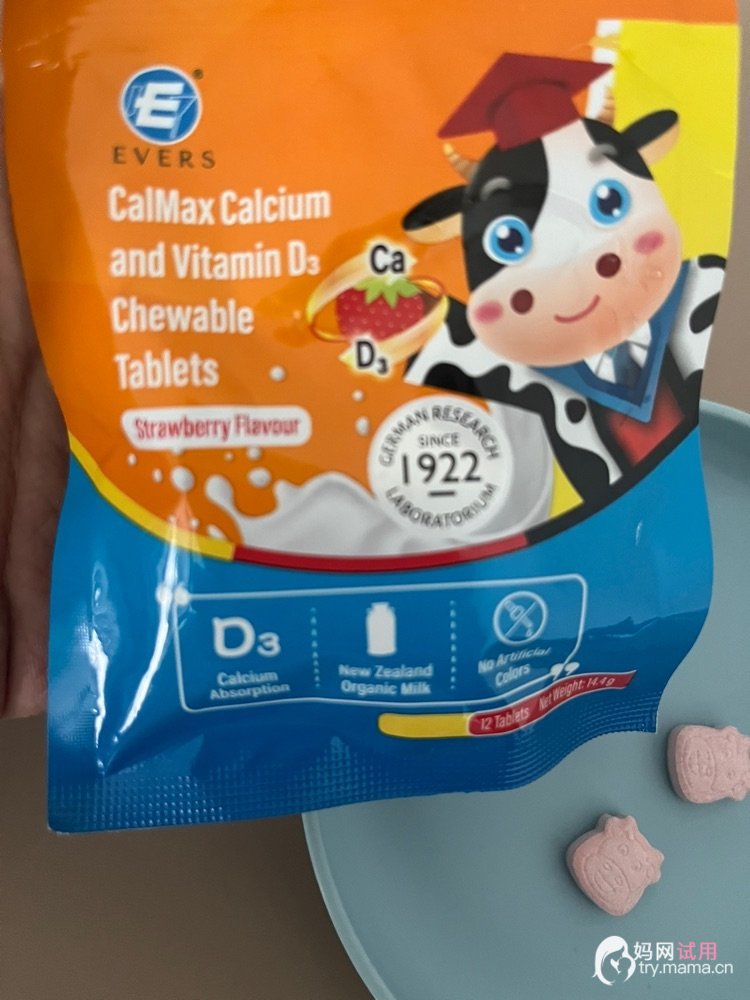 E
®
EVERS
CalMax Calcium
and Vitamin D₃
Chewable
Tablets
Strawberry Flavour
Ca
D₃
GERMAN RESEARCH
SINCE
1922
LABORATORIUM
D₃
Calcium
Absorption
New Zealand
Organic Milk
No Artificial
Colors
12 Tablets Net Weight: 14.4g
妈网试用
try.mama.cn